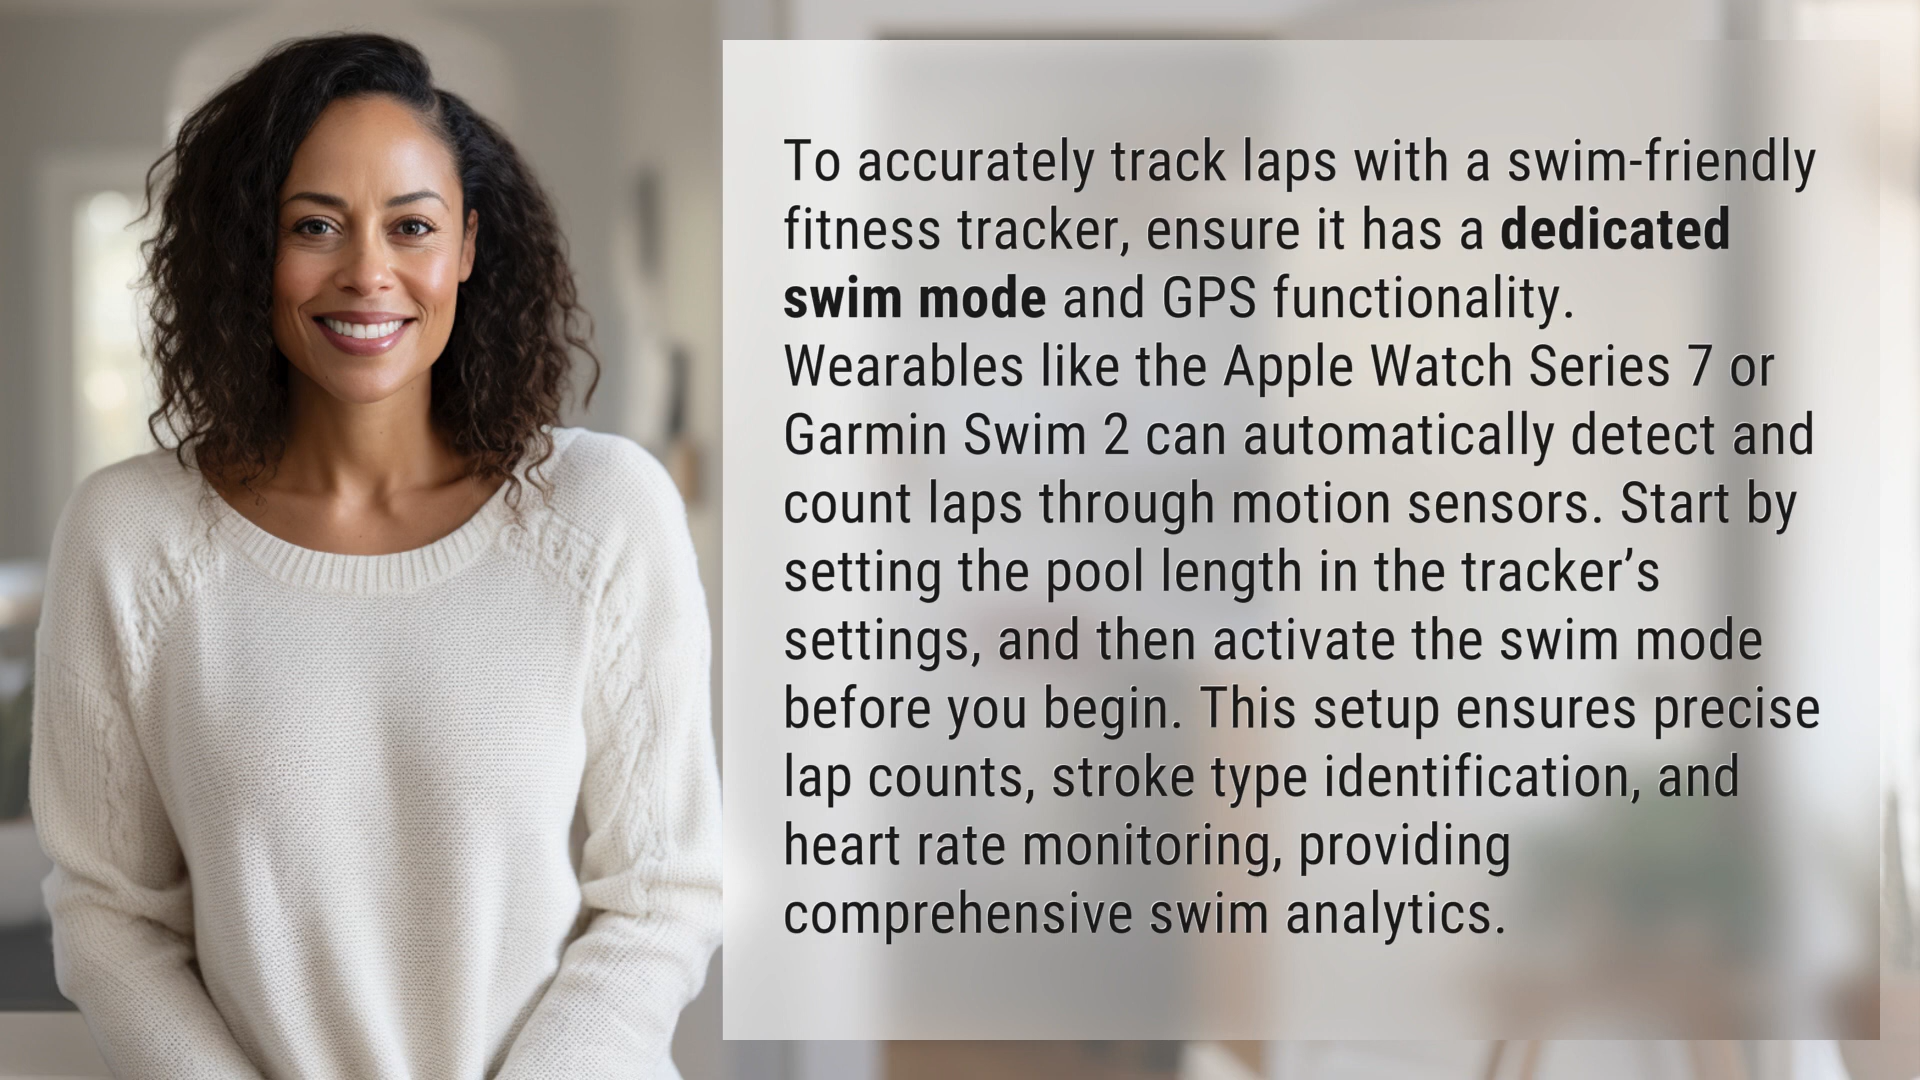 To accurately track laps with a swim-friendly
fitness tracker, ensure it has a dedicated
swim mode and GPS functionality.
Wearables like the Apple Watch Series 7 or
Garmin Swim 2 can automatically detect and
count laps through motion sensors. Start by
setting the pool length in the tracker’s
settings, and then activate the swim mode
before you begin. This setup ensures precise
lap counts, stroke type identification, and
heart rate monitoring, providing
comprehensive swim analytics.